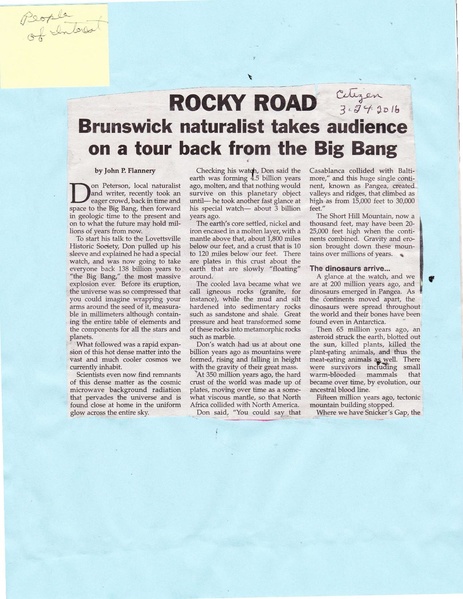 People
of Interest
Citizen
3-24-2016
ROCKY ROAD
Brunswick naturalist takes audience
on a tour back from the Big Bang
by John P. Flannery
Don Peterson, local naturalist
and writer, recently took an
eager crowd, back in time and
space to the Big Bang, then forward
in geologic time to the present and
on to what the future may hold mil-
lions of years from now.
To start his talk to the Lovettsville
Historic Society, Don pulled up his
sleeve and explained he had a special
watch, and was now going to take
everyone back 138 billion years to
"the Big Bang," the most massive
explosion ever. Before its eruption,
the universe was so compressed that
you could imagine wrapping your
arms around the seed of it, measura-
ble in millimeters although contain-
ing the entire table of elements and
the components for all the stars and
planets.
What followed was a rapid expan-
sion of this hot dense matter into the
vast and much cooler cosmos we
currently inhabit.
Scientists even now find remnants
of this dense matter as the cosmic
microwave background radiation
that pervades the universe and is
found close at home in the uniform
glow across the entire sky.
Checking his watch, Don said the
earth was forming 4.5 billion years
ago, molten, and that nothing would
survive on this planetary object
until— he took another fast glance at
his special watch— about 3 billion
years ago.
The earth's core settled, nickel and
iron encased in a molten layer, with a
mantle above that, about 1,800 miles
below our feet, and a crust that is 10
to 120 miles below our feet. There
are plates in this crust about the
earth that are slowly "floating"
around.
The cooled lava became what we
call igneous rocks (granite, for
instance), while the mud and silt
hardened into sedimentary rocks
such as sandstone and shale. Great
pressure and heat transformed some
of these rocks into metamorphic rocks
such as marble.
Don's watch had us at about one
billion years ago as mountains were
formed, rising and falling in height
with the gravity of their great mass.
At 350 million years ago, the hard
crust of the world was made up of
plates, moving over time as a some-
what viscous mantle, so that North
Africa collided with North America.
Don said, "You could say that
Casablanca collided with Balti-
more," and this huge single conti-
nent, known as Pangea, created
valleys and ridges, that climbed as
high as from 15,000 feet to 30,000
feet."
The Short Hill Mountain, now a
thousand feet, may have been 20-
25,000 feet high when the conti-
nents combined. Gravity and ero-
sion brought down these moun-
tains over millions of years.
The dinosaurs arrive...
A glance at the watch, and we
are at 200 million years ago, and
dinosaurs emerged in Pangea. As
the continents moved apart, the
dinosaurs were spread throughout
the world and their bones have been
found even in Antarctica.
Then 65 million years ago, an
asteroid struck the earth, blotted out
the sun, killed plants, killed the
plant-eating animals, and thus the
meat-eating animals as well. There
were survivors including small
warm-blooded mammals that
became over time, by evolution, our
ancestral blood line.
Fifteen million years ago, tectonic
mountain building stopped.
Where we have Snicker's Gap, the